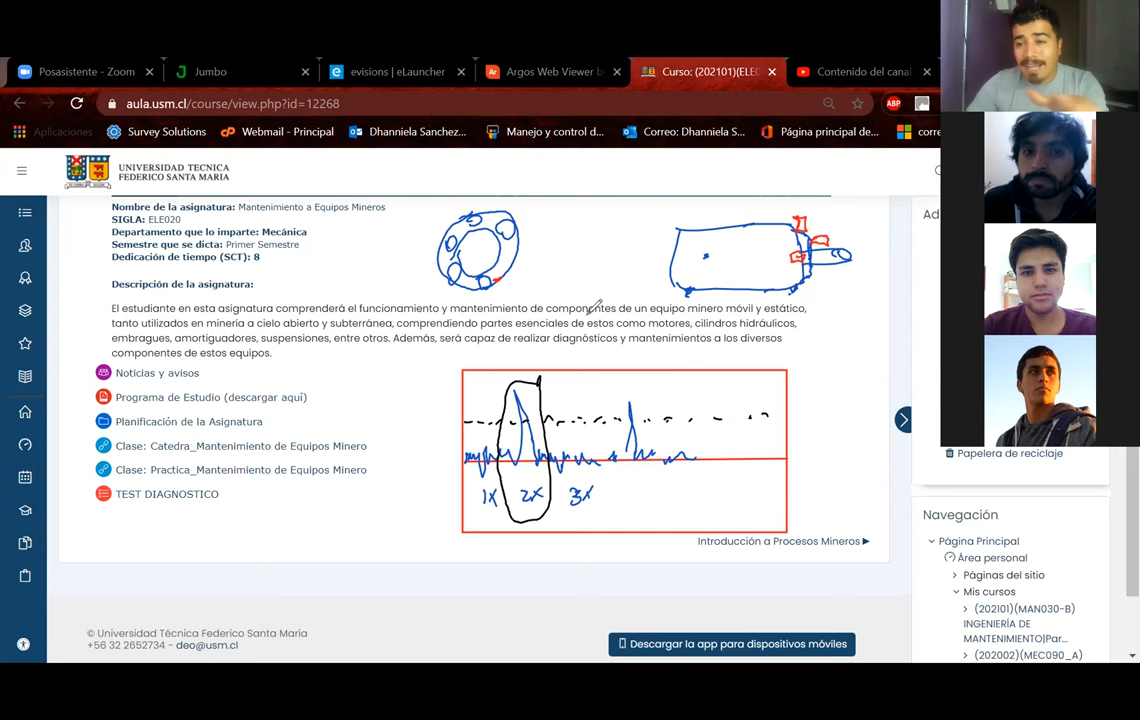 Posasistente - Zoom
Jumbo
evisions | eLauncher
Argos Web Viewer b
Curso: (202101)(ELE0
Contenido del canal
aula.usm.cl/course/view.php?id=12268
ABP
Aplicaciones
Survey Solutions
Webmail - Principal
Dhanniela Sanchez...
Manejo y control d...
Correo: Dhanniela S...
Página principal de...
corre
UNIVERSIDAD TECNICA
FEDERICO SANTA MARIA
Nombre de la asignatura: Mantenimiento a Equipos Mineros
SIGLA: ELE020
Departamento que lo imparte: Mecánica
Semestre que se dicta: Primer Semestre
Dedicación de tiempo (SCT): 8
Descripción de la asignatura:
El estudiante en esta asignatura comprenderá el funcionamiento y mantenimiento de componentes de un equipo minero móvil y estático,
tanto utilizados en minería a cielo abierto y subterránea, comprendiendo partes esenciales de estos como motores, cilindros hidráulicos,
embragues, amortiguadores, suspensiones, entre otros. Además, será capaz de realizar diagnósticos y mantenimientos a los diversos
componentes de estos equipos.
Noticias y avisos
Programa de Estudio (descargar aquí)
Planificación de la Asignatura
Clase: Catedra_Mantenimiento de Equipos Minero
Clase: Practica_Mantenimiento de Equipos Minero
TEST DIAGNOSTICO
1x 2x 3x
Introducción a Procesos Mineros ▶
Ad
Papelera de reciclaje
Navegación
Página Principal
Área personal
Páginas del sitio
Mis cursos
(202101)(MAN030-B)
INGENIERÍA DE
MANTENIMIENTO|Par...
(202002)(MEC090_A)
© Universidad Técnica Federico Santa María
+56 32 2652734 - deo@usm.cl
Descargar la app para dispositivos móviles